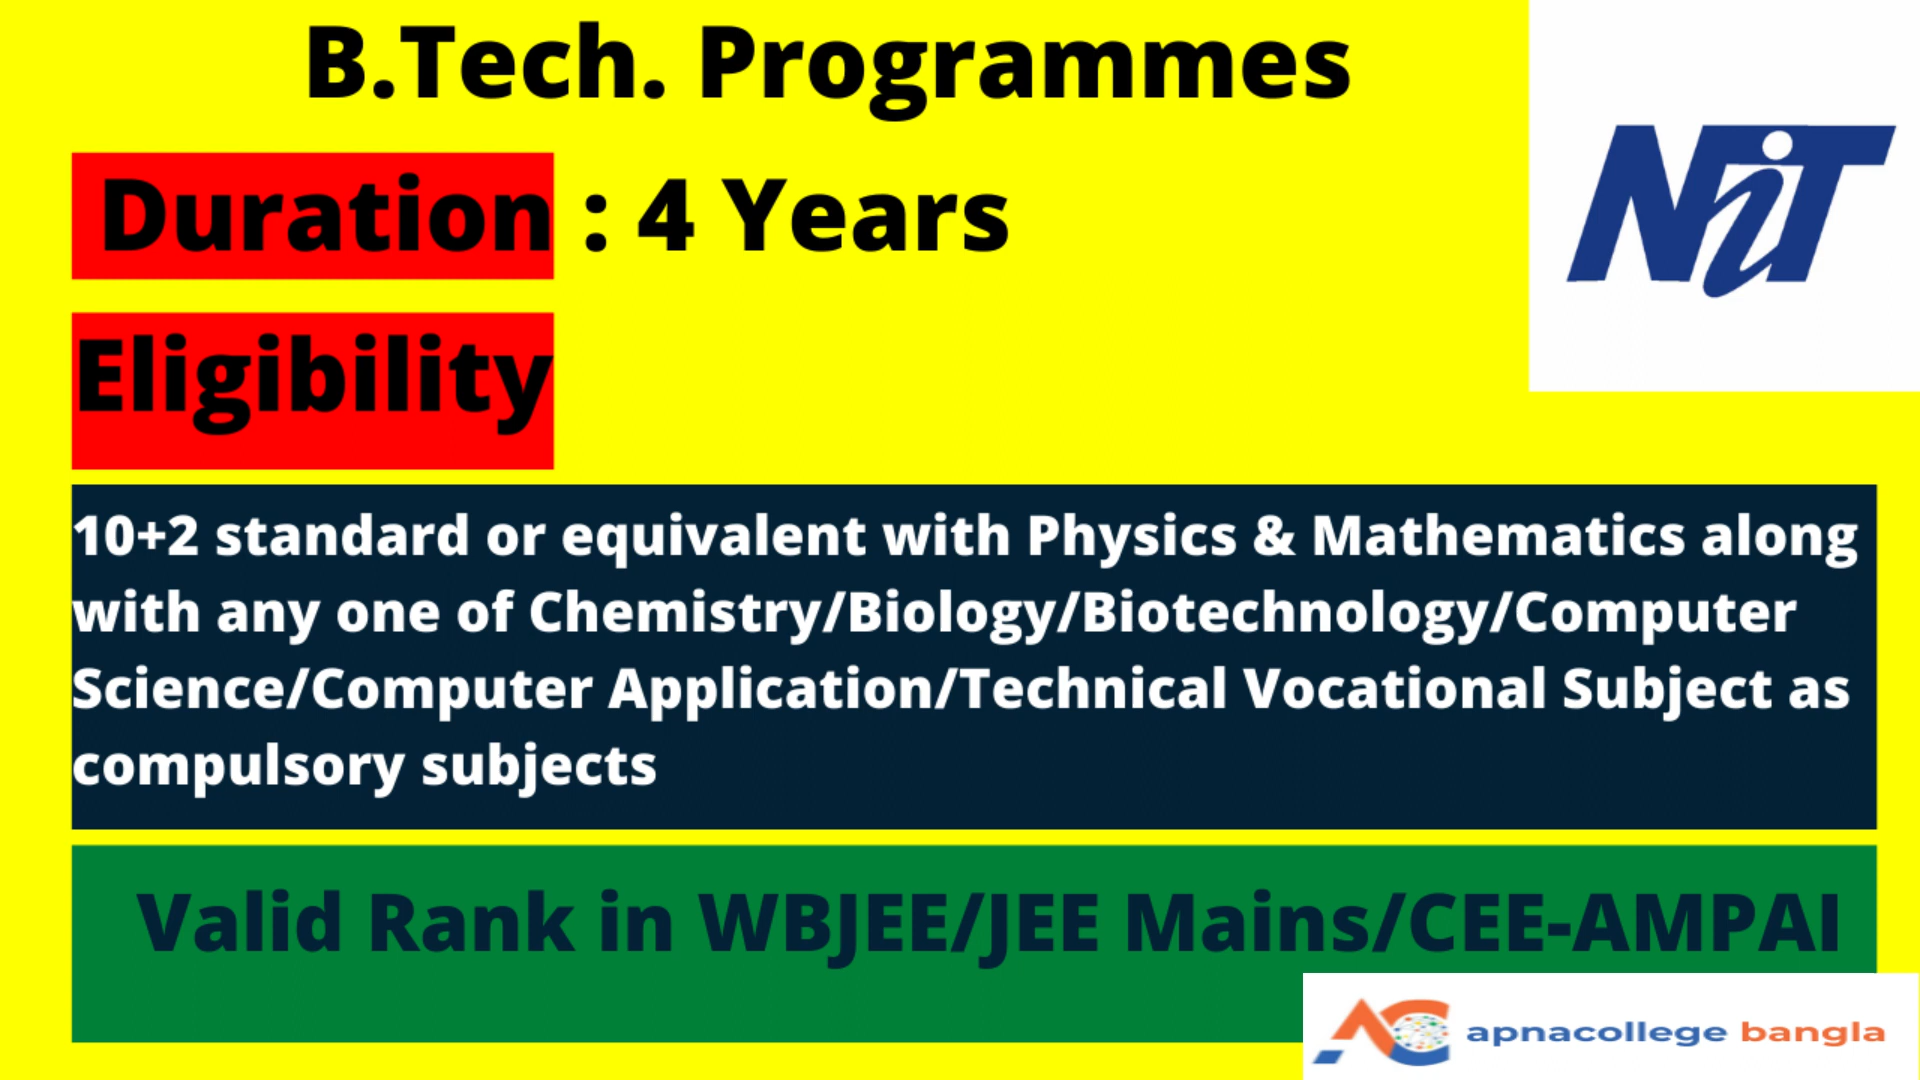 B.Tech. Programmes
NiT
Duration : 4 Years
Eligibility
10+2 standard or equivalent with Physics & Mathematics along
with any one of Chemistry/Biology/Biotechnology/Computer
Science/Computer Application/Technical Vocational Subject as
compulsory subjects
Valid Rank in WBJEE/JEE Mains/CEE-AMPAI
AC apnacollege bangla